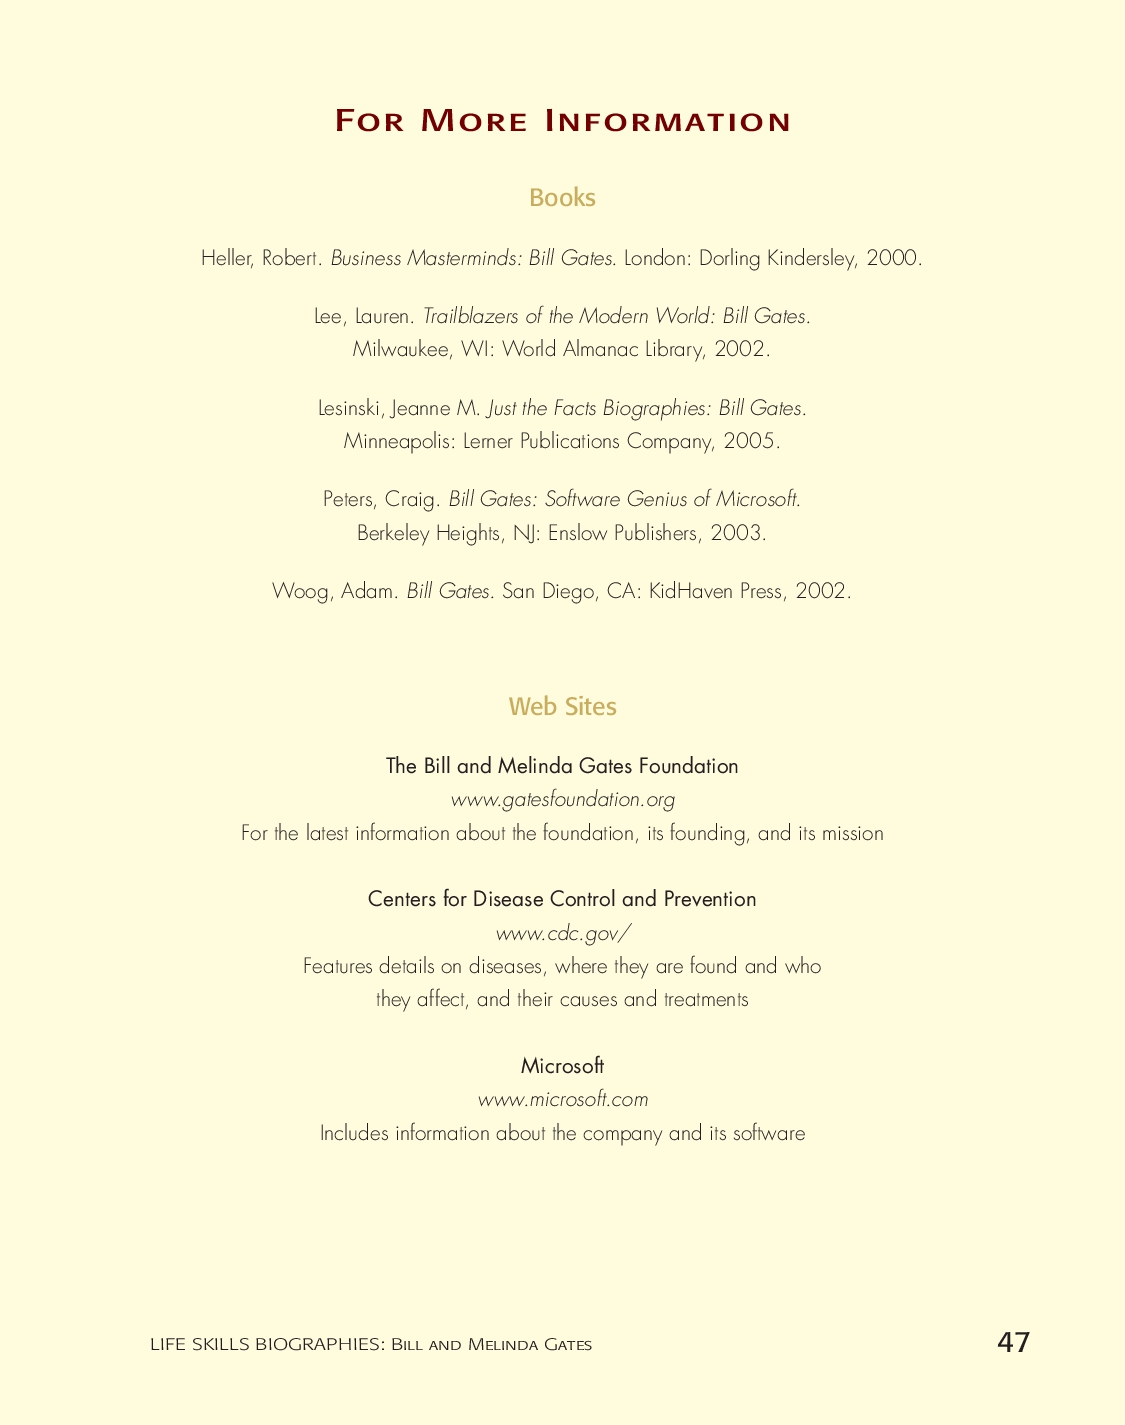 For More Information
Books
Heller, Robert. Business Masterminds: Bill Gates. London: Dorling Kindersley, 2000.
Lee, Lauren. Trailblazers of the Modern World: Bill Gates.
Milwaukee, WI: World Almanac Library, 2002.
Lesinski, Jeanne M. Just the Facts Biographies: Bill Gates.
Minneapolis: Lerner Publications Company, 2005.
Peters, Craig. Bill Gates: Software Genius of Microsoft.
Berkeley Heights, NJ: Enslow Publishers, 2003.
Woog, Adam. Bill Gates. San Diego, CA: KidHaven Press, 2002.
Web Sites
The Bill and Melinda Gates Foundation
www.gatesfoundation.org
For the latest information about the foundation, its founding, and its mission
Centers for Disease Control and Prevention
www.cdc.gov/
Features details on diseases, where they are found and who
they affect, and their causes and treatments
Microsoft
www.microsoft.com
Includes information about the company and its software
LIFE SKILLS BIOGRAPHIES: Bill and Melinda Gates
47